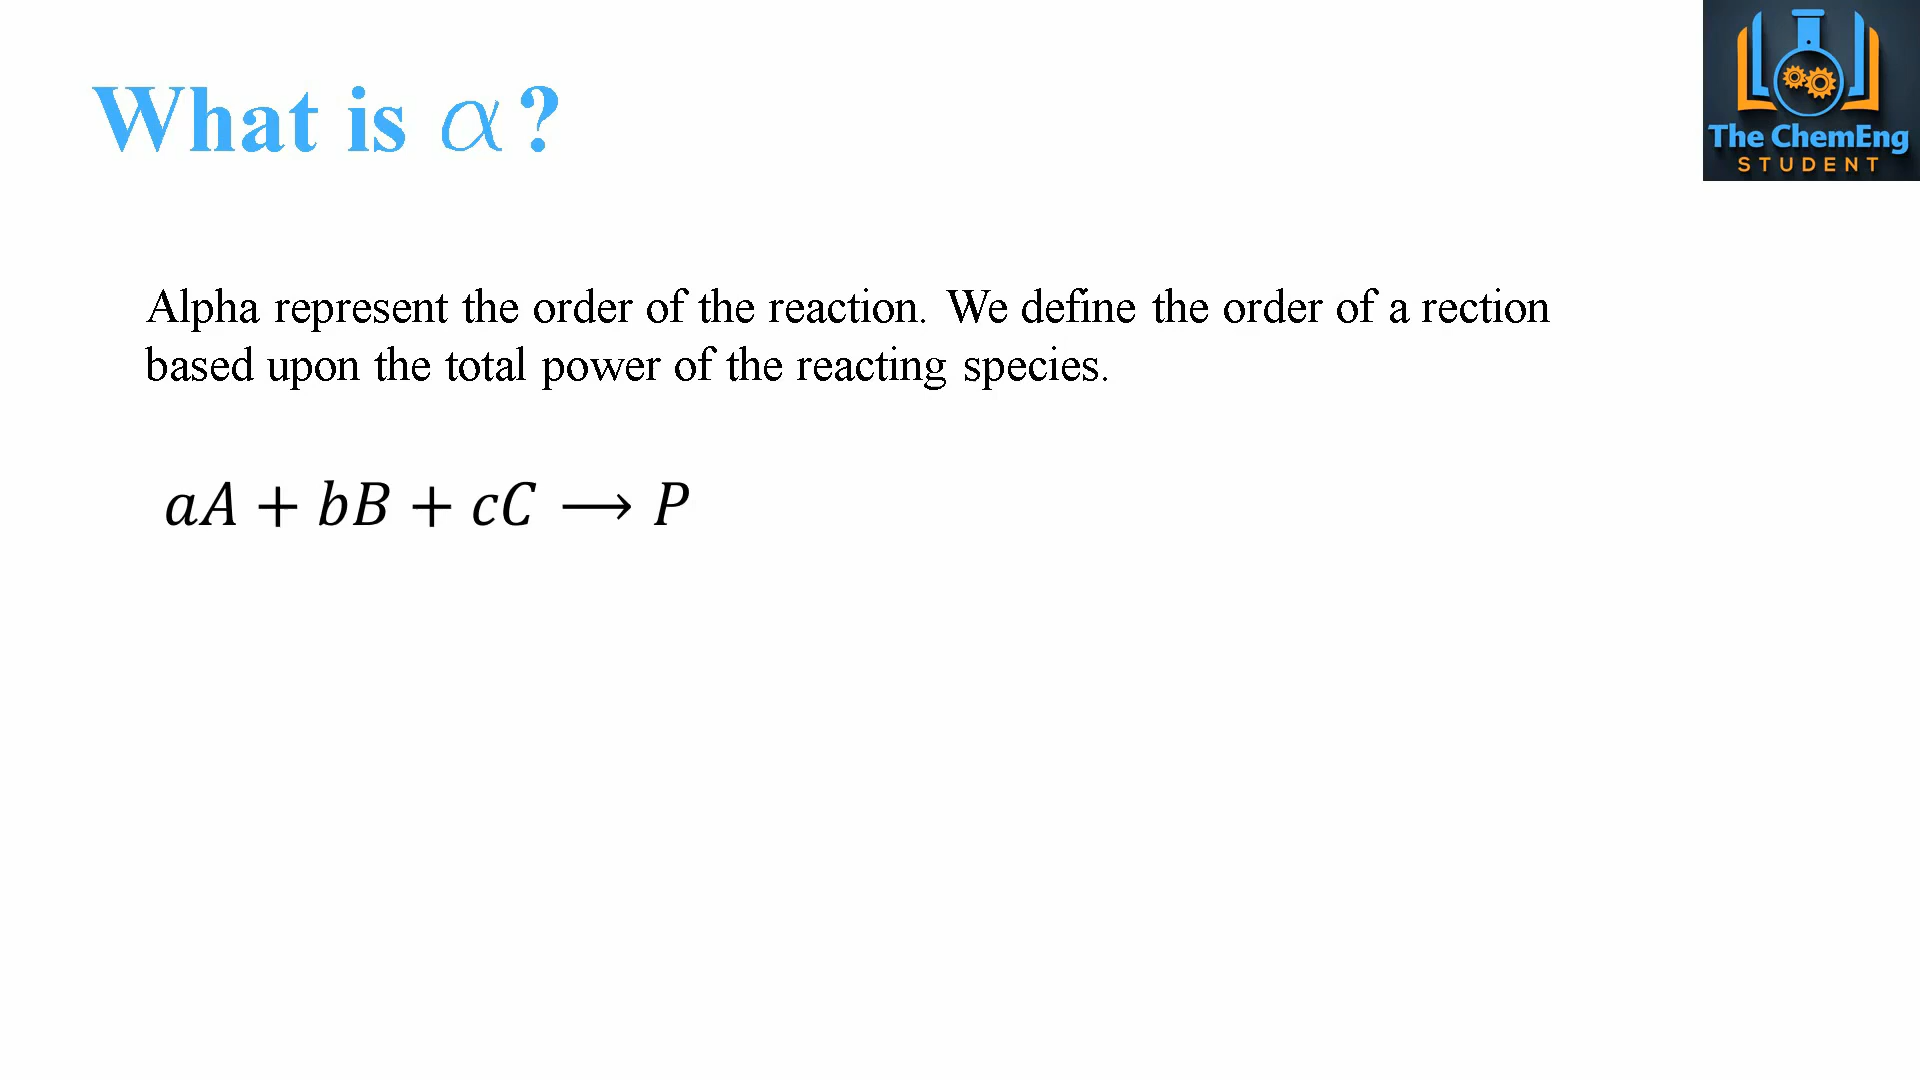 What is α?
The ChemEng
STUDENT
Alpha represent the order of the reaction. We define the order of a rection
based upon the total power of the reacting species.
aA + bB + cC ⟶ P